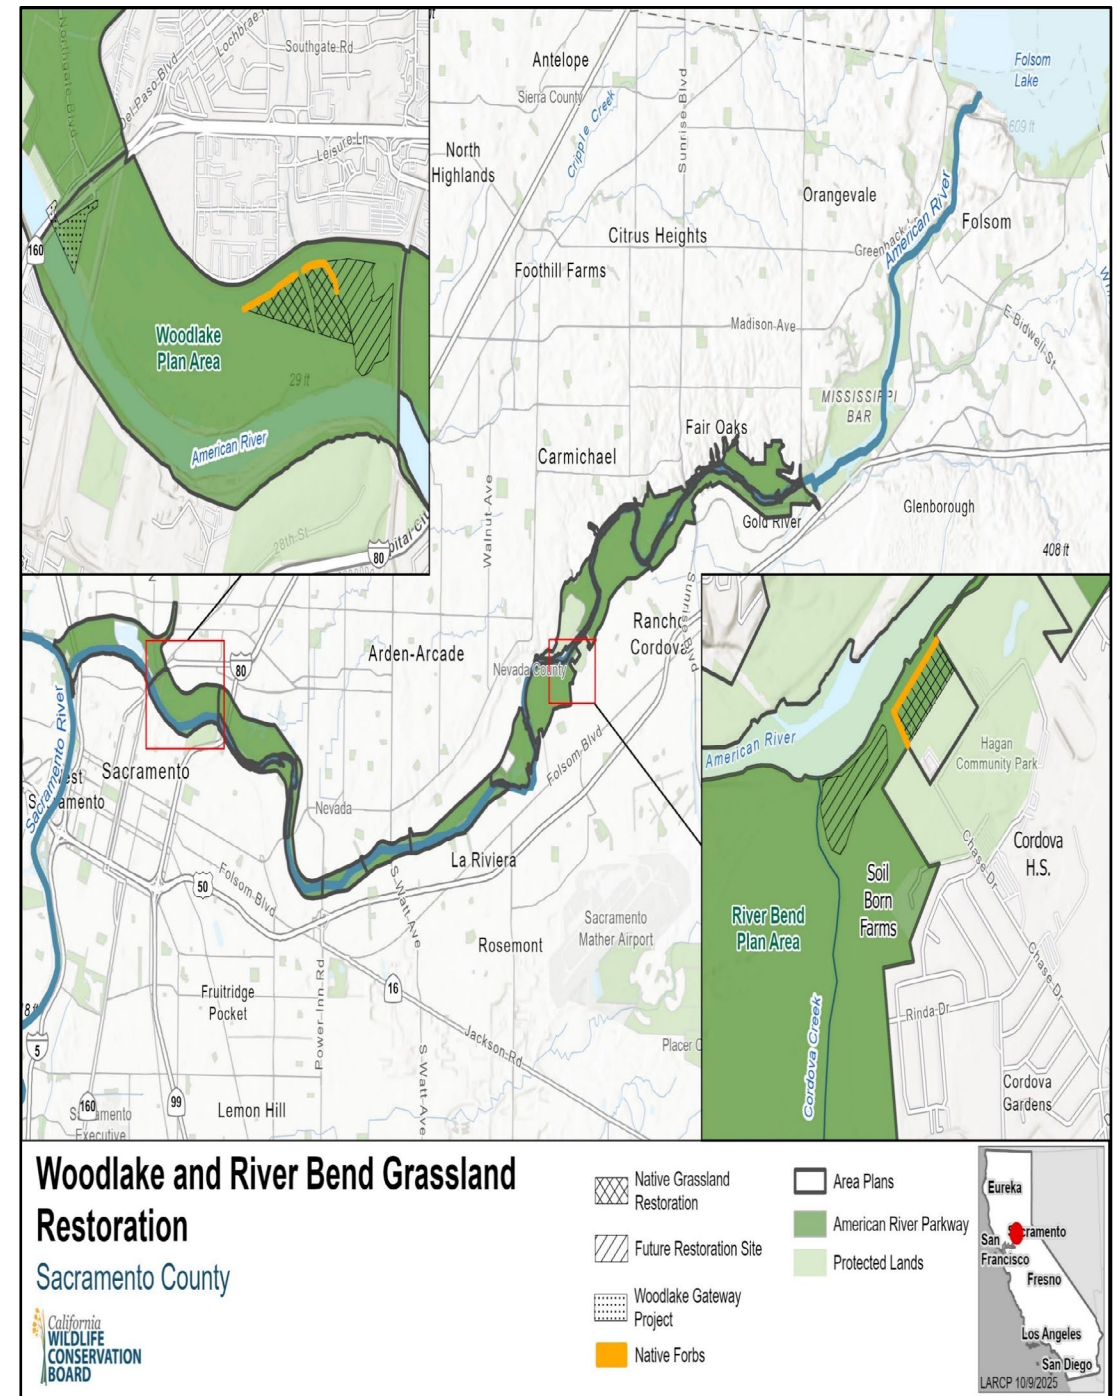 Southgate Rd
Del-Paso-Blvd
Leisure-Ln
160
Woodlake
Plan Area
29 ft
American River
28th-St
80
Antelope
Sierra County
Cripple Creek
Sunrise-Blvd
Folsom
Lake
609 ft
North
Highlands
Orangevale
American River
Folsom
Citrus Heights
Foothill Farms
Madison-Ave
E-Bidwell-St
MISSISSIPPI
BAR
Fair Oaks
Carmichael
Walnut-Ave
Gold River
Glenborough
408 ft
Rancho
Cordova
Sunrise-Blvd
Arden-Arcade
80
Nevada County
Folsom-Blvd
Sacramento River
Sacramento
West
Sacramento
Nevada
La Riviera
50
Folsom-Blvd
S-Watt-Ave
Sacramento
Mather Airport
Rosemont
16
Fruitridge
Pocket
Power-Inn-Rd
Jackson-Rd
S-Watt-Ave
5
160
99
Lemon Hill
Sacramento
Executive
American River
Hagan
Community Park
Cordova
H.S.
Chase-Dr
Soil
Born
Farms
River Bend
Plan Area
Chase-Dr
Rinda-Dr
Cordova Creek
Cordova
Gardens
Woodlake and River Bend Grassland
Restoration
Sacramento County
California
WILDLIFE
CONSERVATION
BOARD
Native Grassland
Restoration
Future Restoration Site
Woodlake Gateway
Project
Native Forbs
Area Plans
American River Parkway
Protected Lands
Eureka
Sacramento
San
Francisco
Fresno
Los Angeles
San Diego
LARCP 10/9/2025